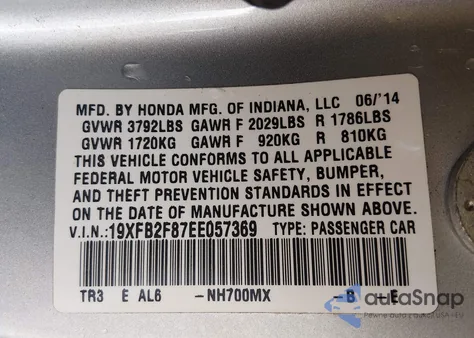 MFD. BY HONDA MFG. OF INDIANA, LLC 06/'14
GVWR 3792LBS GAWR F 2029LBS R 1786LBS
GVWR 1720KG GAWR F 920KG R 810KG
THIS VEHICLE CONFORMS TO ALL APPLICABLE
FEDERAL MOTOR VEHICLE SAFETY, BUMPER,
AND THEFT PREVENTION STANDARDS IN EFFECT
ON THE DATE OF MANUFACTURE SHOWN ABOVE.
V.I.N.:19XFB2F87EE057369 TYPE: PASSENGER CAR
TR3 E AL6 -NH700MX -B -E
autoSnap